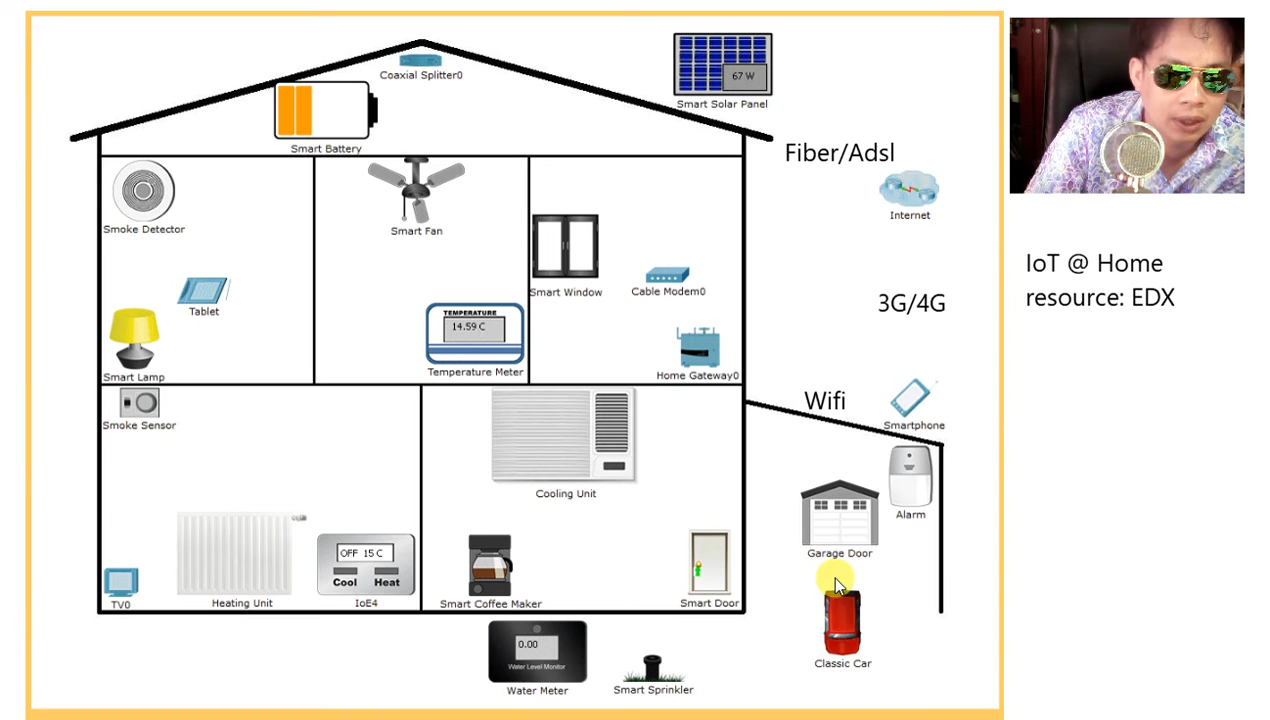 Coaxial Splitter0
67 W
Smart Solar Panel
Smart Battery
Fiber/Adsl
Internet
Smoke Detector
Smart Fan
Smart Window
Cable Modem0
IoT @ Home
resource: EDX
Tablet
3G/4G
TEMPERATURE
14.59 C
Temperature Meter
Smart Lamp
Home Gateway0
Wifi
Smartphone
Smoke Sensor
Cooling Unit
Alarm
Garage Door
OFF 15 C
Cool Heat
TV0
Heating Unit
IoE4
Smart Coffee Maker
Smart Door
0.00
Water Level Monitor
Water Meter
Smart Sprinkler
Classic Car